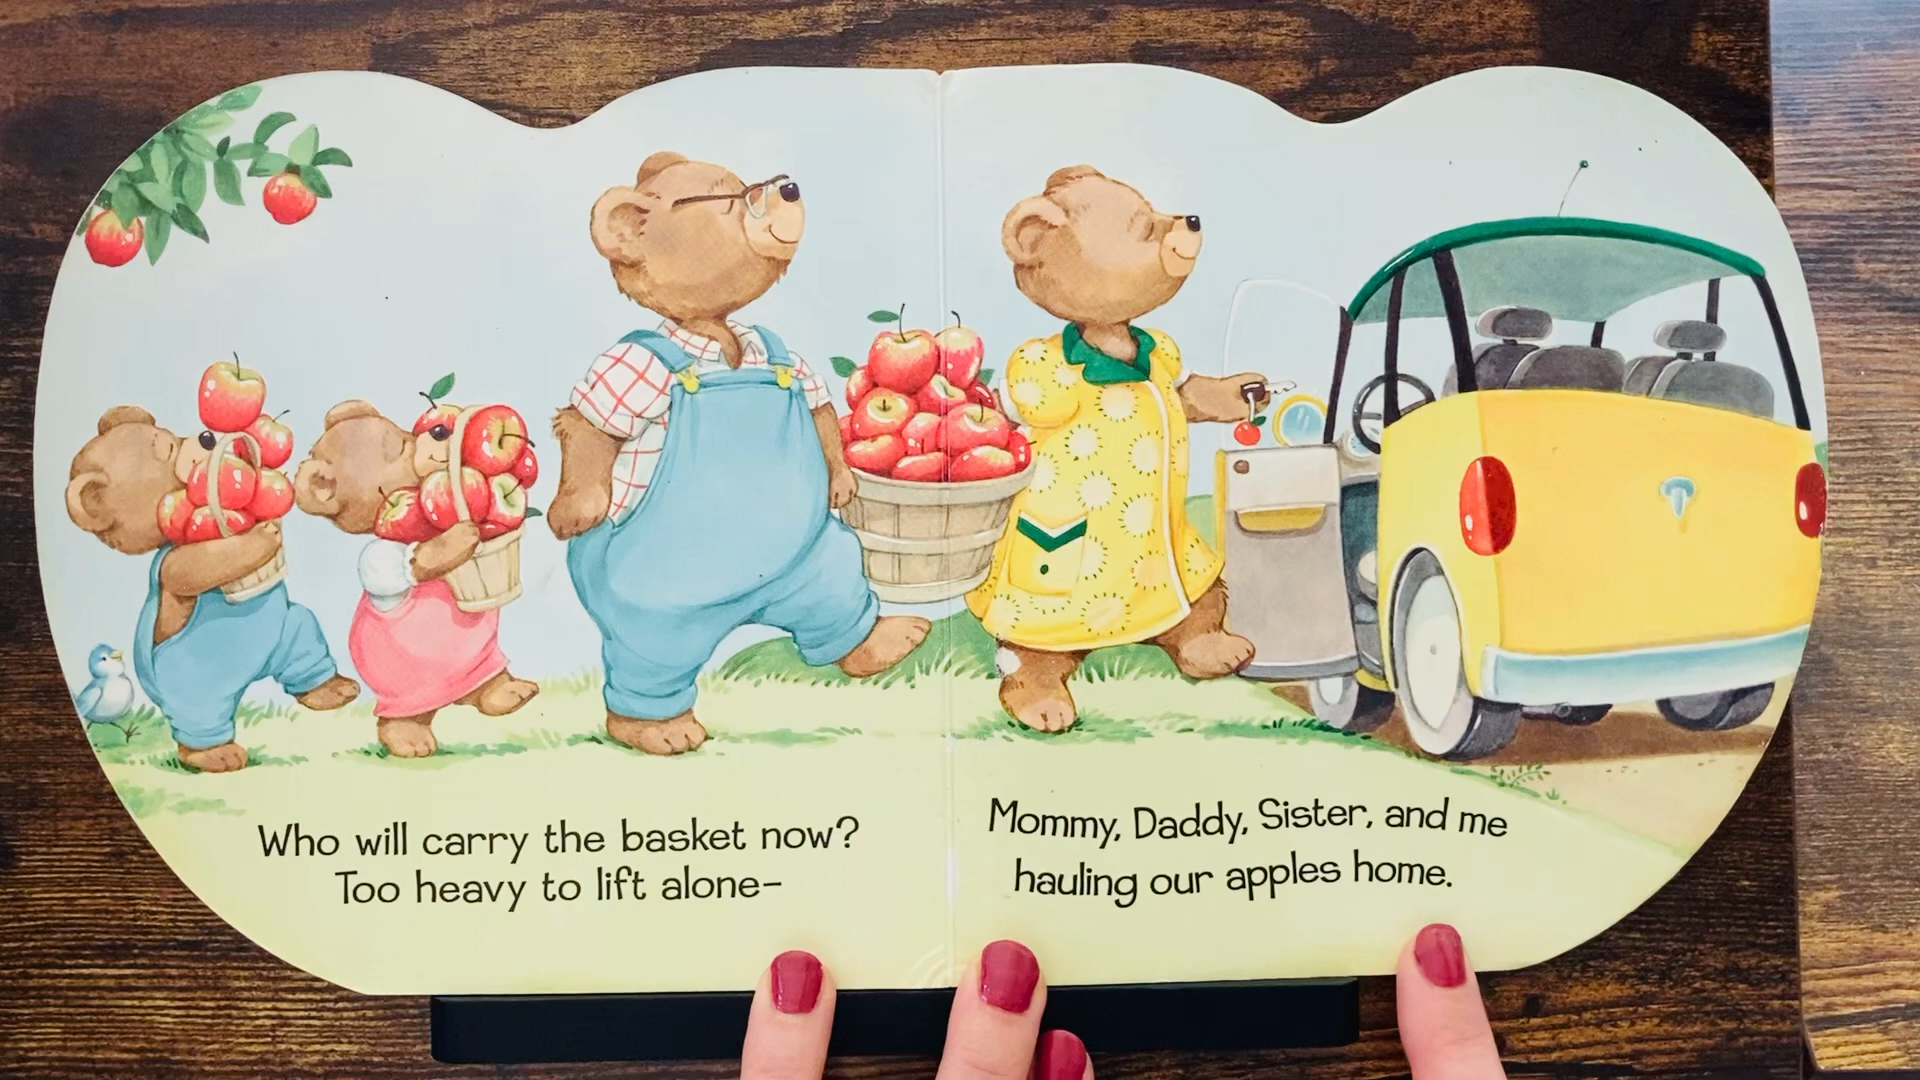 Who will carry the basket now?
Too heavy to lift alone–
Mommy, Daddy, Sister, and me
hauling our apples home.